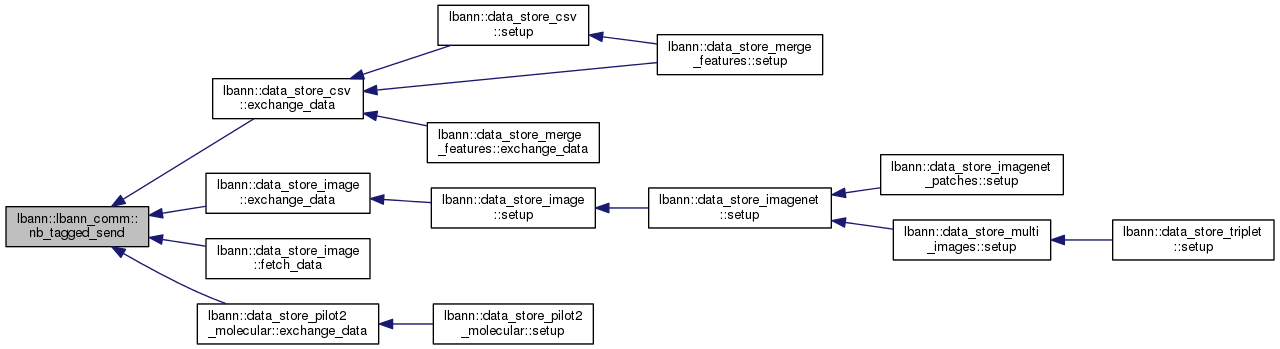 lbann::data_store_csv
::setup
lbann::data_store_merge
_features::setup
lbann::data_store_csv
::exchange_data
lbann::data_store_merge
_features::exchange_data
lbann::data_store_imagenet
_patches::setup
lbann::data_store_image
::exchange_data
lbann::data_store_image
::setup
lbann::data_store_imagenet
::setup
lbann::lbann_comm::
nb_tagged_send
lbann::data_store_multi
_images::setup
lbann::data_store_triplet
::setup
lbann::data_store_image
::fetch_data
lbann::data_store_pilot2
_molecular::exchange_data
lbann::data_store_pilot2
_molecular::setup